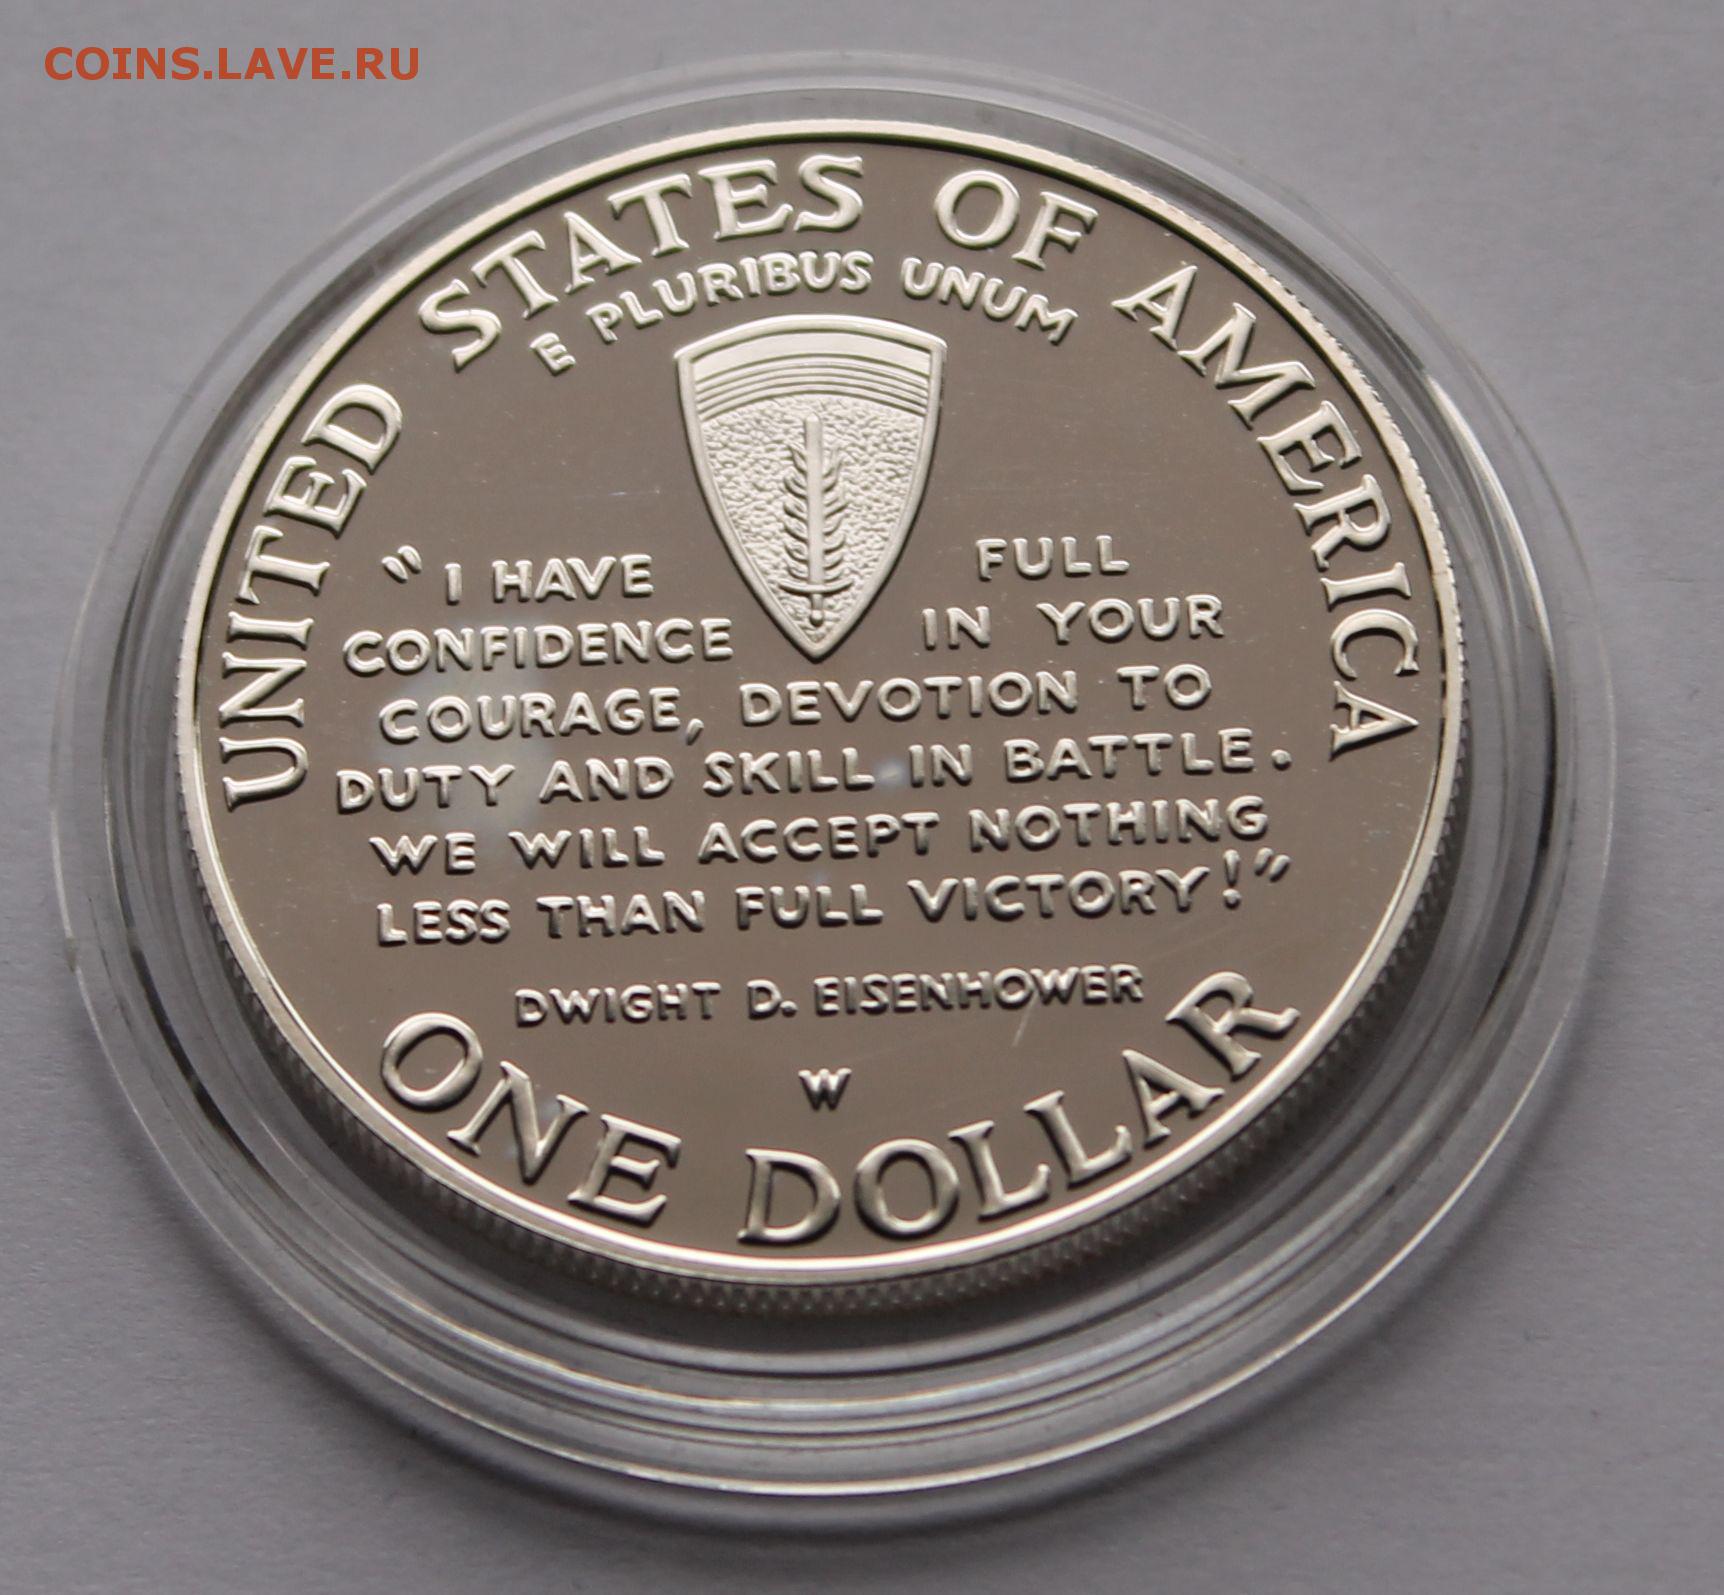 COINS.LAVE.RU
UNITED STATES OF AMERICA
E PLURIBUS UNUM
"I HAVE FULL
CONFIDENCE IN YOUR
COURAGE, DEVOTION TO
DUTY AND SKILL IN BATTLE.
WE WILL ACCEPT NOTHING
LESS THAN FULL VICTORY!"
DWIGHT D. EISENHOWER
W
ONE DOLLAR